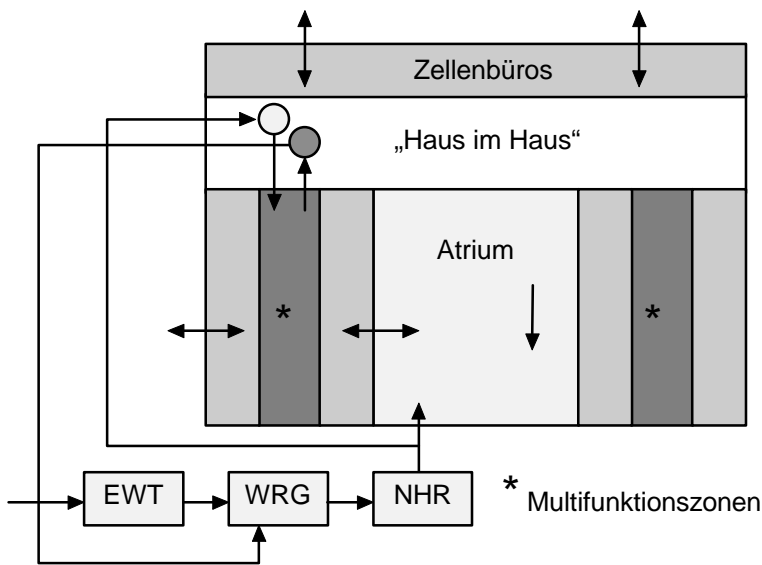 Zellenbüros
„Haus im Haus“
Atrium
*
*
EWT
WRG
NHR
* Multifunktionszonen